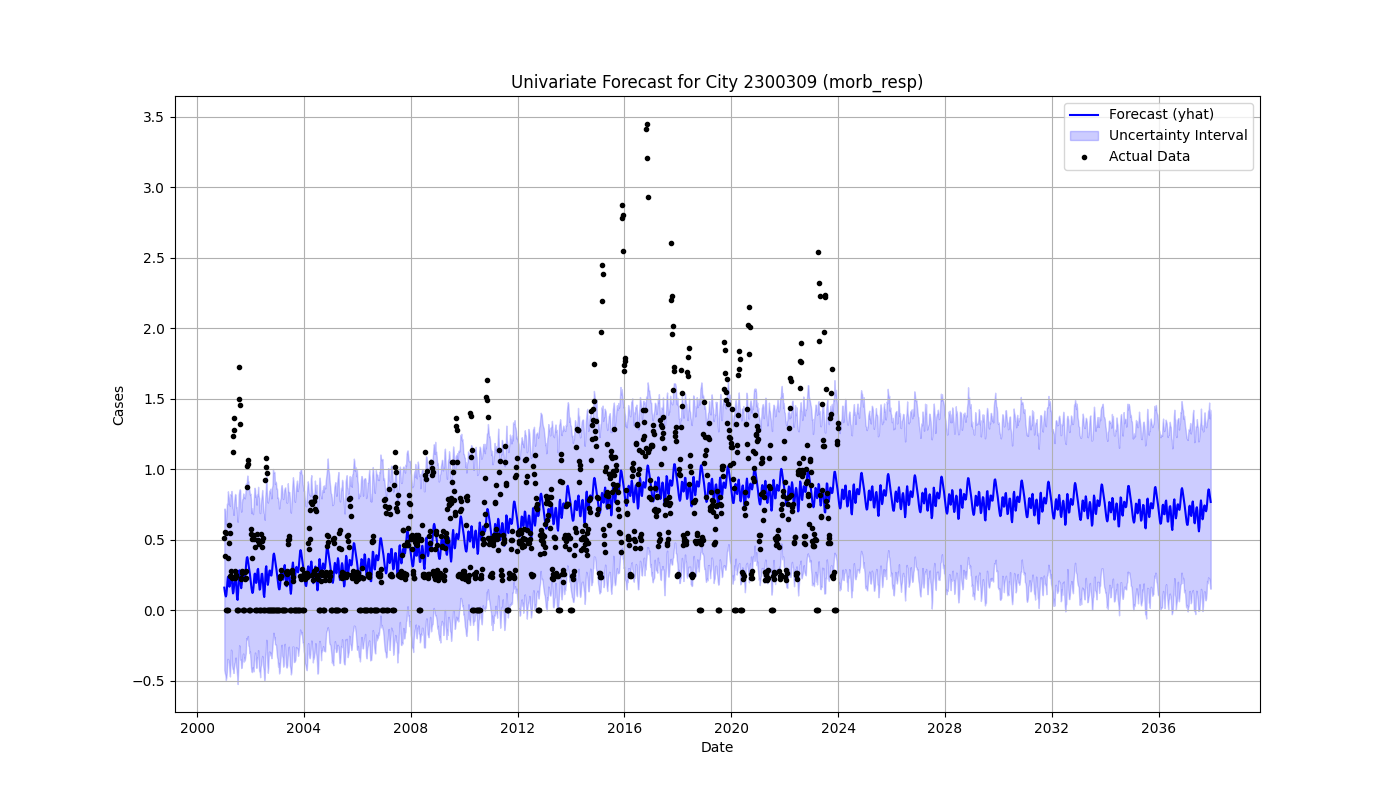 Univariate Forecast for City 2300309 (morb_resp)
Forecast (yhat)
Uncertainty Interval
Actual Data
Cases
3.5
3.0
2.5
2.0
1.5
1.0
0.5
0.0
−0.5
2000 2004 2008 2012 2016 2020 2024 2028 2032 2036
Date